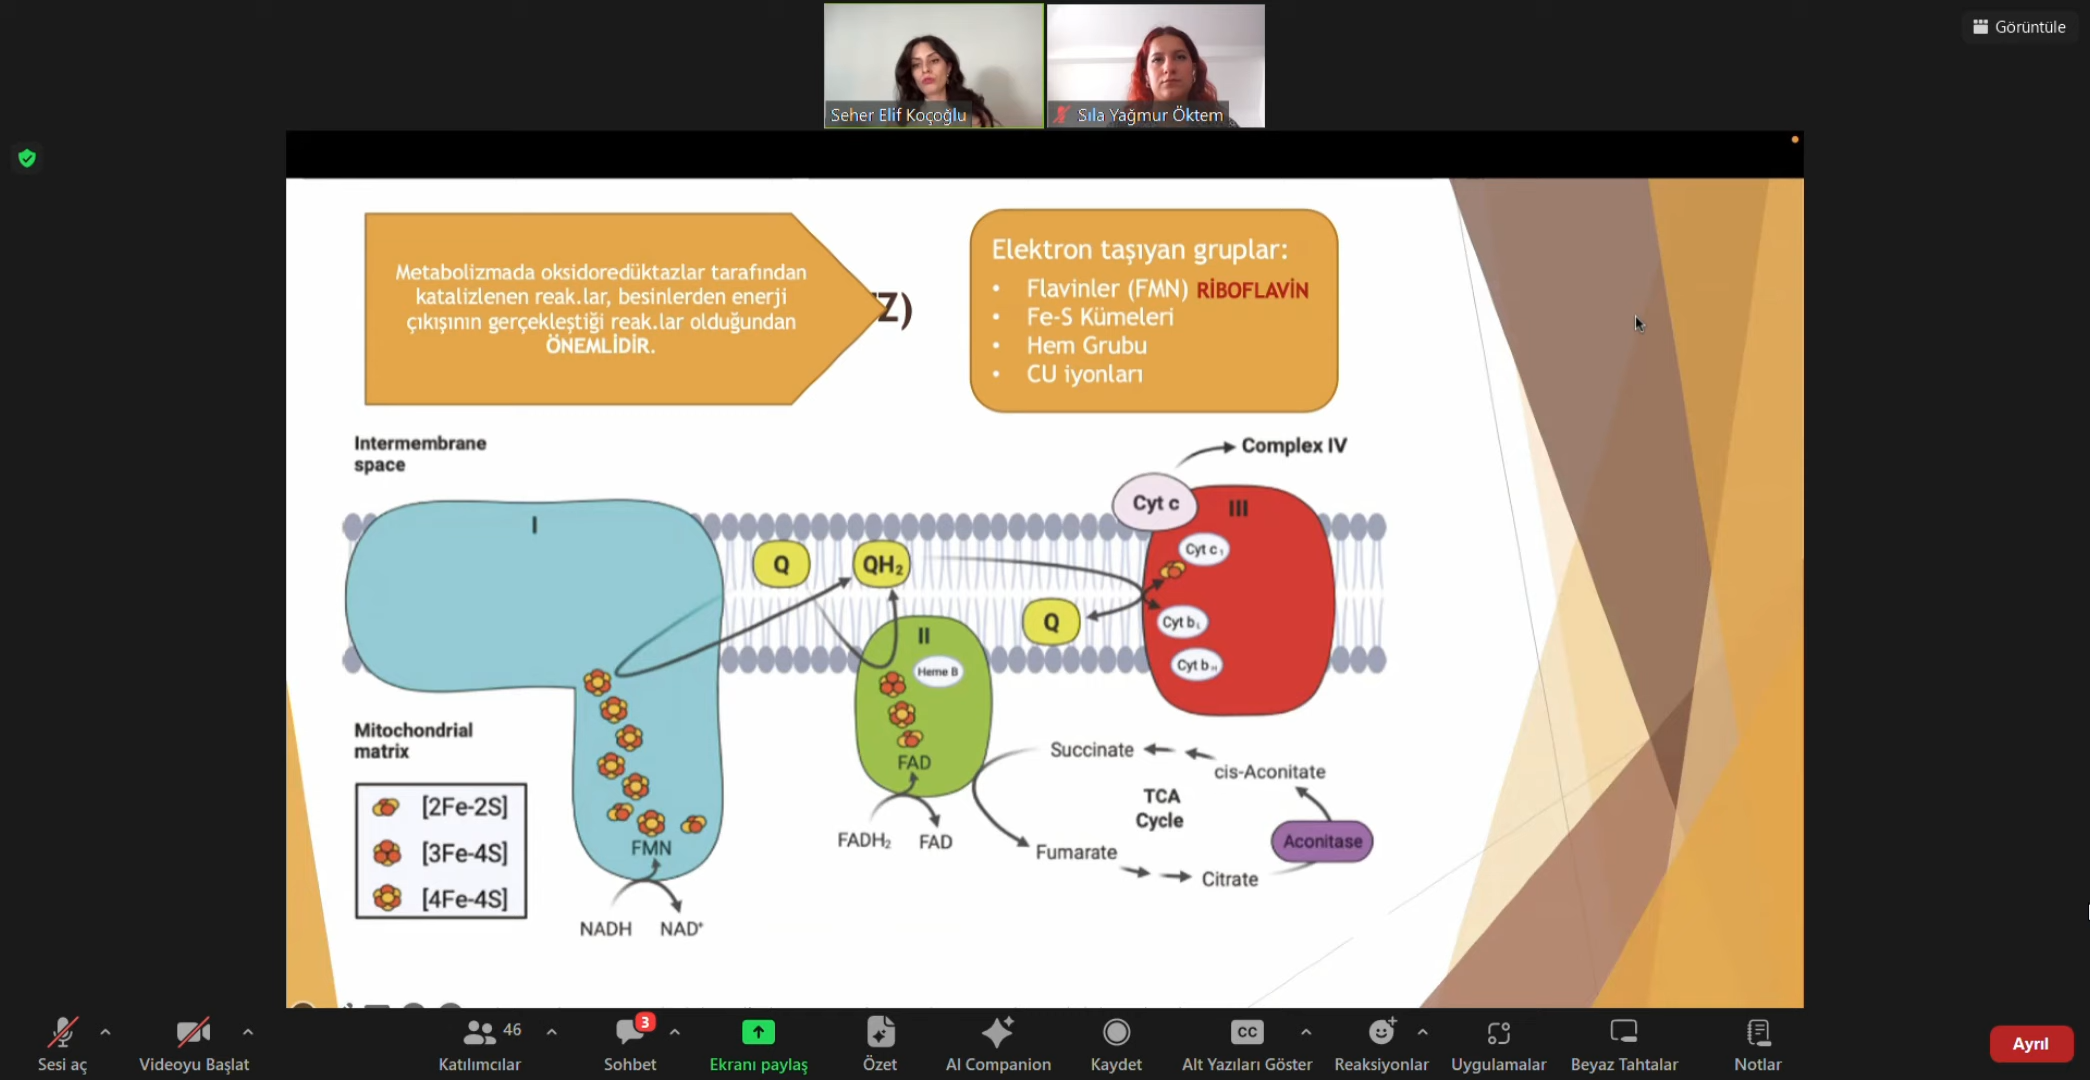 Görüntüle
Seher Elif Koçoğlu
Sıla Yağmur Öktem
Metabolizmada oksidoredüktazlar tarafından
katalizlenen reak.lar, besinlerden enerji
çıkışının gerçekleştiği reak.lar olduğundan
ÖNEMLİDİR.
Z)
Elektron taşıyan gruplar:
• Flavinler (FMN) RİBOFLAVİN
• Fe-S Kümeleri
• Hem Grubu
• CU iyonları
Intermembrane
space
Complex IV
Cyt c
I
III
Q
QH₂
Cyt c₁
Q
II
Cyt b L
Heme B
Cyt b H
Mitochondrial
matrix
FAD
Succinate
cis-Aconitate
TCA
Cycle
[2Fe-2S]
[3Fe-4S]
[4Fe-4S]
FMN
FADH₂
FAD
Fumarate
Aconitase
Citrate
NADH
NAD⁺
46
3
CC
Sesi aç
Videoyu Başlat
Katılımcılar
Sohbet
Ekranı paylaş
Özet
AI Companion
Kaydet
Alt Yazıları Göster
Reaksiyonlar
Uygulamalar
Beyaz Tahtalar
Notlar
Ayrıl